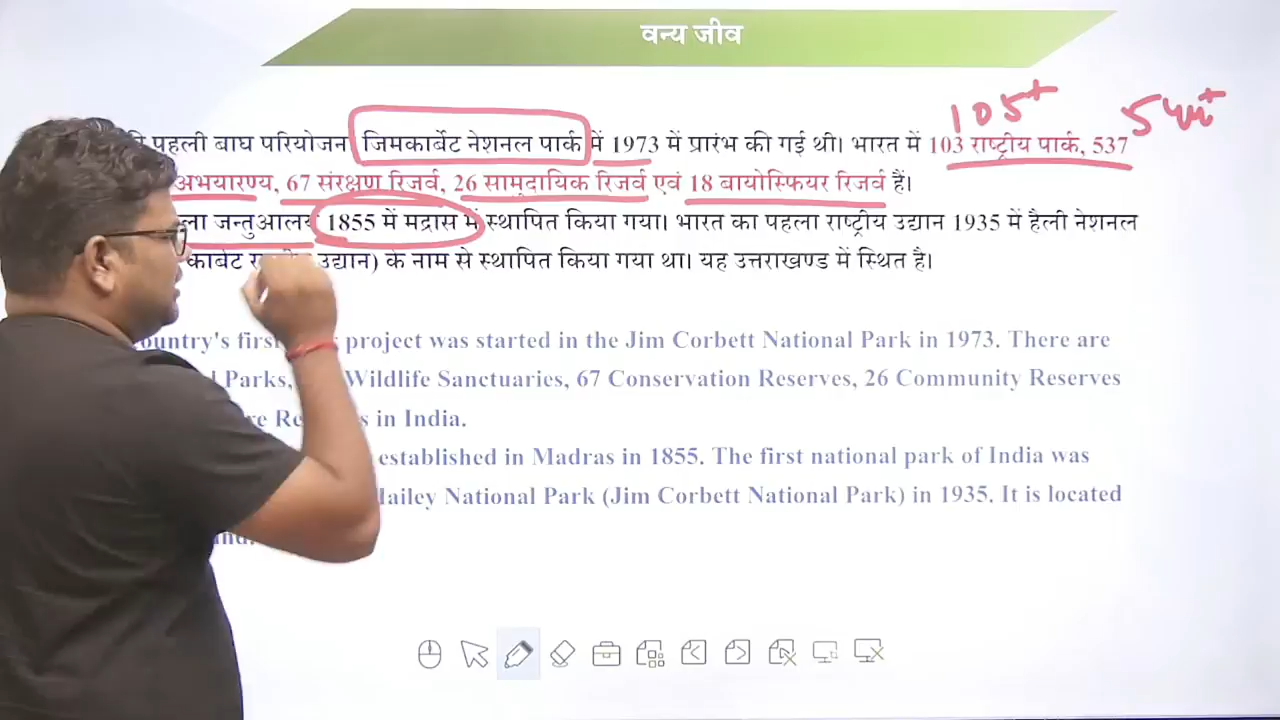 वन्य जीव
105+ 544+
पहली बाघ परियोजना जिमकार्बेट नेशनल पार्क में 1973 में प्रारंभ की गई थी। भारत में 103 राष्ट्रीय पार्क, 537
अभयारण्य, 67 संरक्षण रिजर्व, 26 सामुदायिक रिजर्व एवं 18 बायोस्फियर रिजर्व हैं।
जन्तुआलय 1855 में मद्रास में स्थापित किया गया। भारत का पहला राष्ट्रीय उद्यान 1935 में हैली नेशनल
उद्यान) के नाम से स्थापित किया गया था। यह उत्तराखण्ड में स्थित है।
project was started in the Jim Corbett National Park in 1973. There are
Parks, Wildlife Sanctuaries, 67 Conservation Reserves, 26 Community Reserves
in India.
established in Madras in 1855. The first national park of India was
Hailey National Park (Jim Corbett National Park) in 1935. It is located